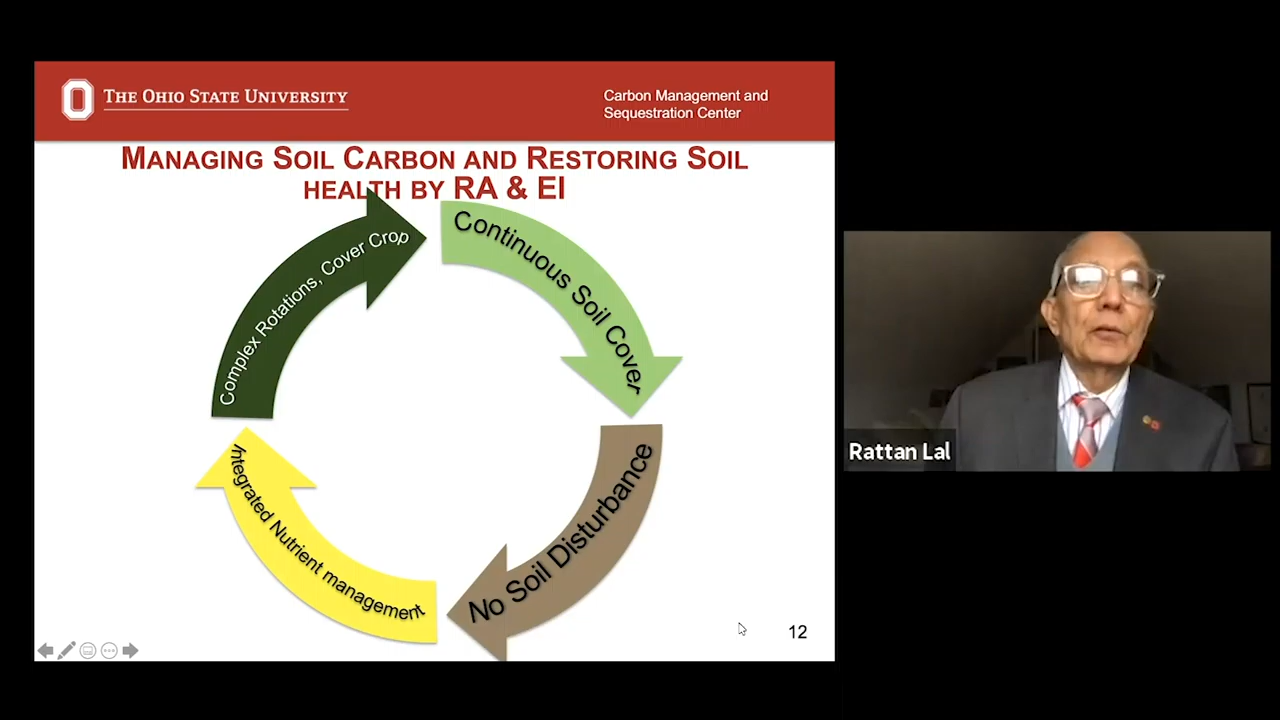 THE OHIO STATE UNIVERSITY
Carbon Management and
Sequestration Center
MANAGING SOIL CARBON AND RESTORING SOIL
HEALTH BY RA & EI
Complex Rotations, Cover Crop
Continuous Soil Cover
No Soil Disturbance
Integrated Nutrient management
Rattan Lal
12